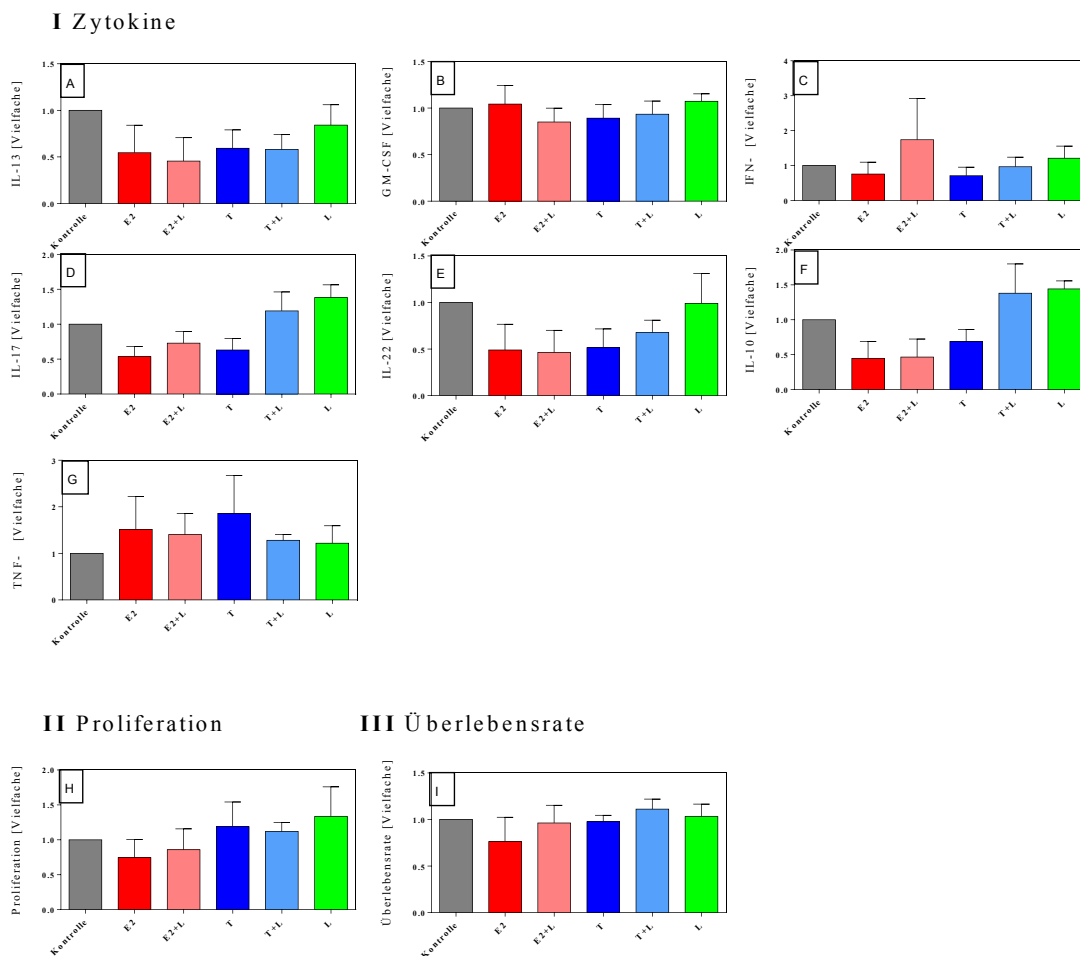 I Zytokine
A
IL-13 [Vielfache]
1.5
1.0
0.5
0.0
Kontrolle
E2
E2+L
T
T+L
L
B
GM-CSF [Vielfache]
1.5
1.0
0.5
0.0
Kontrolle
E2
E2+L
T
T+L
L
C
IFN- [Vielfache]
4
3
2
1
0
Kontrolle
E2
E2+L
T
T+L
L
D
IL-17 [Vielfache]
2.0
1.5
1.0
0.5
0.0
Kontrolle
E2
E2+L
T
T+L
L
E
IL-22 [Vielfache]
1.5
1.0
0.5
0.0
Kontrolle
E2
E2+L
T
T+L
L
F
IL-10 [Vielfache]
2.0
1.5
1.0
0.5
0.0
Kontrolle
E2
E2+L
T
T+L
L
G
TNF- [Vielfache]
3
2
1
0
Kontrolle
E2
E2+L
T
T+L
L
II Proliferation
H
Proliferation [Vielfache]
2.0
1.5
1.0
0.5
0.0
Kontrolle
E2
E2+L
T
T+L
L
III Überlebensrate
I
Überlebensrate [Vielfache]
1.5
1.0
0.5
0.0
Kontrolle
E2
E2+L
T
T+L
L